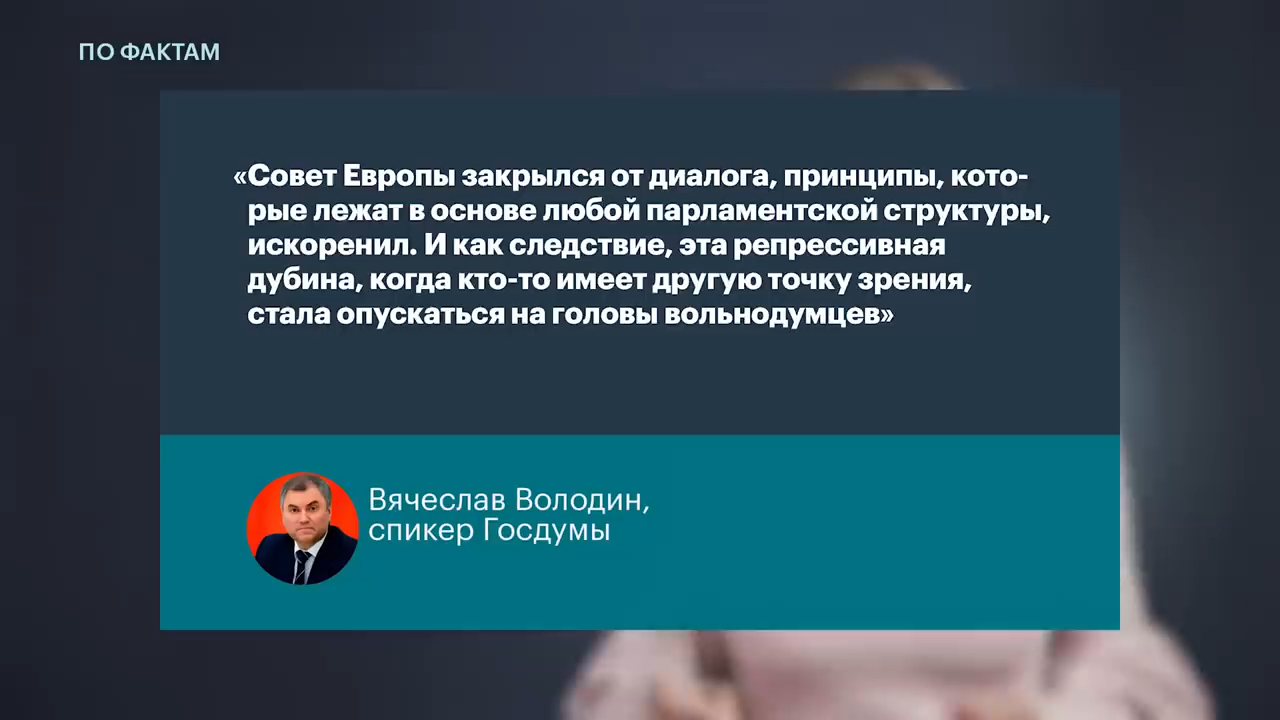 ПО ФАКТАМ
«Совет Европы закрылся от диалога, принципы, кото-
рые лежат в основе любой парламентской структуры,
искоренил. И как следствие, эта репрессивная
дубина, когда кто-то имеет другую точку зрения,
стала опускаться на головы вольнодумцев»
Вячеслав Володин,
спикер Госдумы